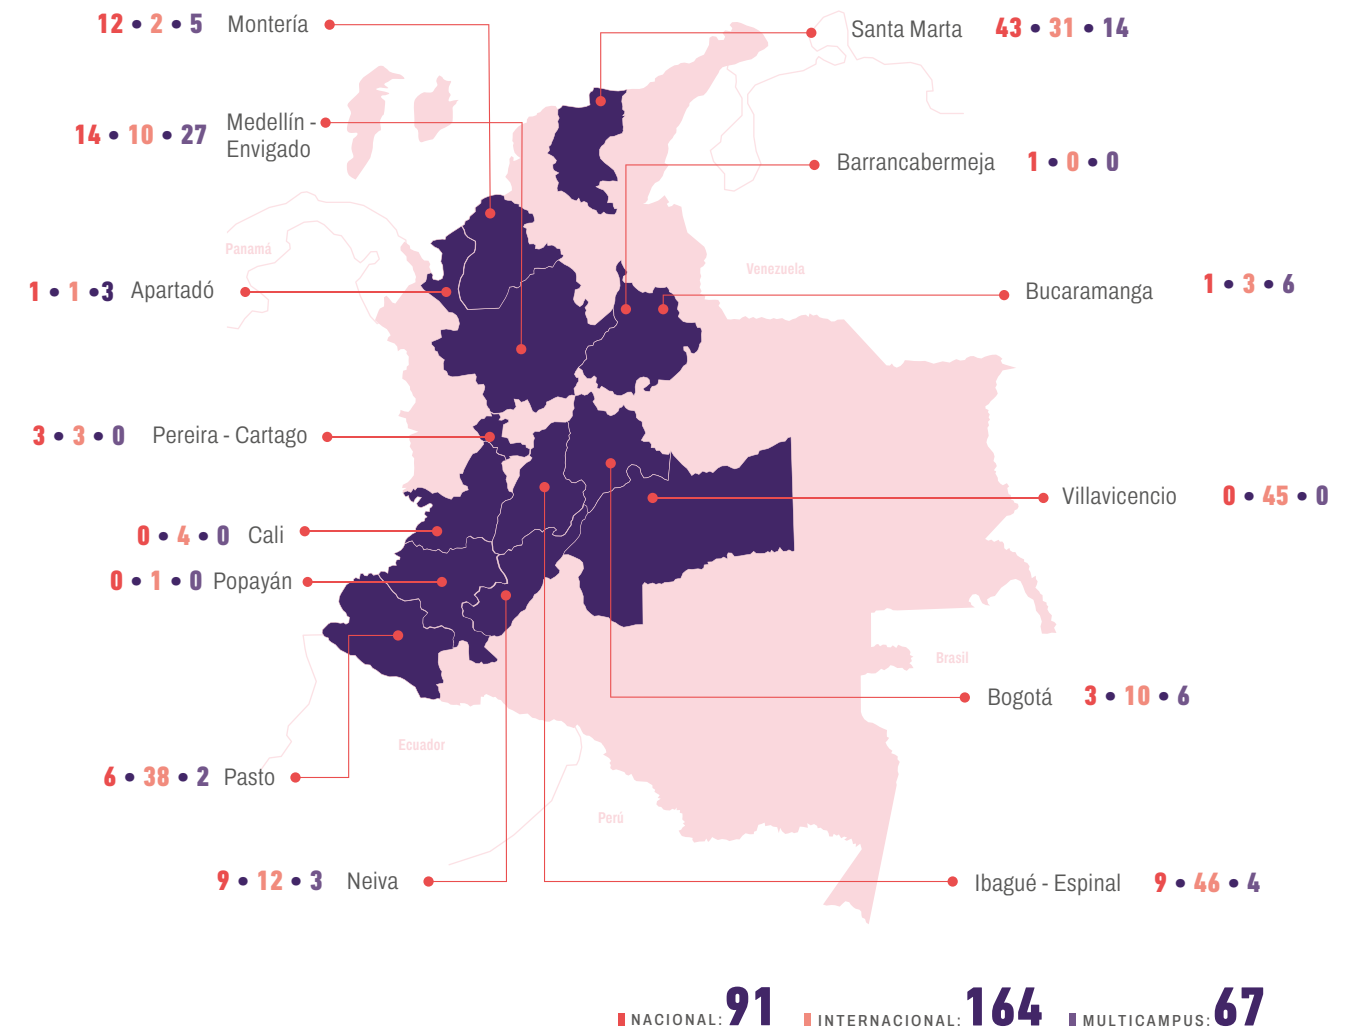 12 • 2 • 5 Montería
Santa Marta 43 • 31 • 14
14 • 10 • 27 Medellín -
Envigado
Barrancabermeja 1 • 0 • 0
Panamá
Venezuela
1 • 1 •3 Apartadó
Bucaramanga 1 • 3 • 6
3 • 3 • 0 Pereira - Cartago
Villavicencio 0 • 45 • 0
0 • 4 • 0 Cali
0 • 1 • 0 Popayán
Brasil
Bogotá 3 • 10 • 6
Ecuador
6 • 38 • 2 Pasto
Perú
9 • 12 • 3 Neiva
Ibagué - Espinal 9 • 46 • 4
NACIONAL: 91 INTERNACIONAL: 164 MULTICAMPUS: 67